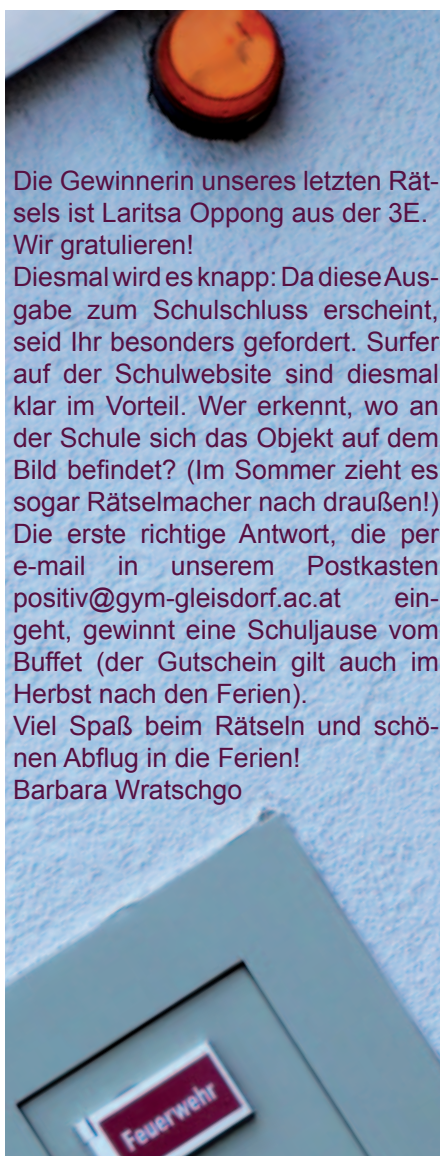 Die Gewinnerin unseres letzten Rät-
sels ist Laritsa Oppong aus der 3E.
Wir gratulieren!
Diesmal wird es knapp: Da diese Aus-
gabe zum Schulschluss erscheint,
seid Ihr besonders gefordert. Surfer
auf der Schulwebsite sind diesmal
klar im Vorteil. Wer erkennt, wo an
der Schule sich das Objekt auf dem
Bild befindet? (Im Sommer zieht es
sogar Rätselmacher nach draußen!)
Die erste richtige Antwort, die per
e-mail in unserem Postkasten
positiv@gym-gleisdorf.ac.at ein-
geht, gewinnt eine Schuljause vom
Buffet (der Gutschein gilt auch im
Herbst nach den Ferien).
Viel Spaß beim Rätseln und schö-
nen Abflug in die Ferien!
Barbara Wratschgo
Feuerwehr